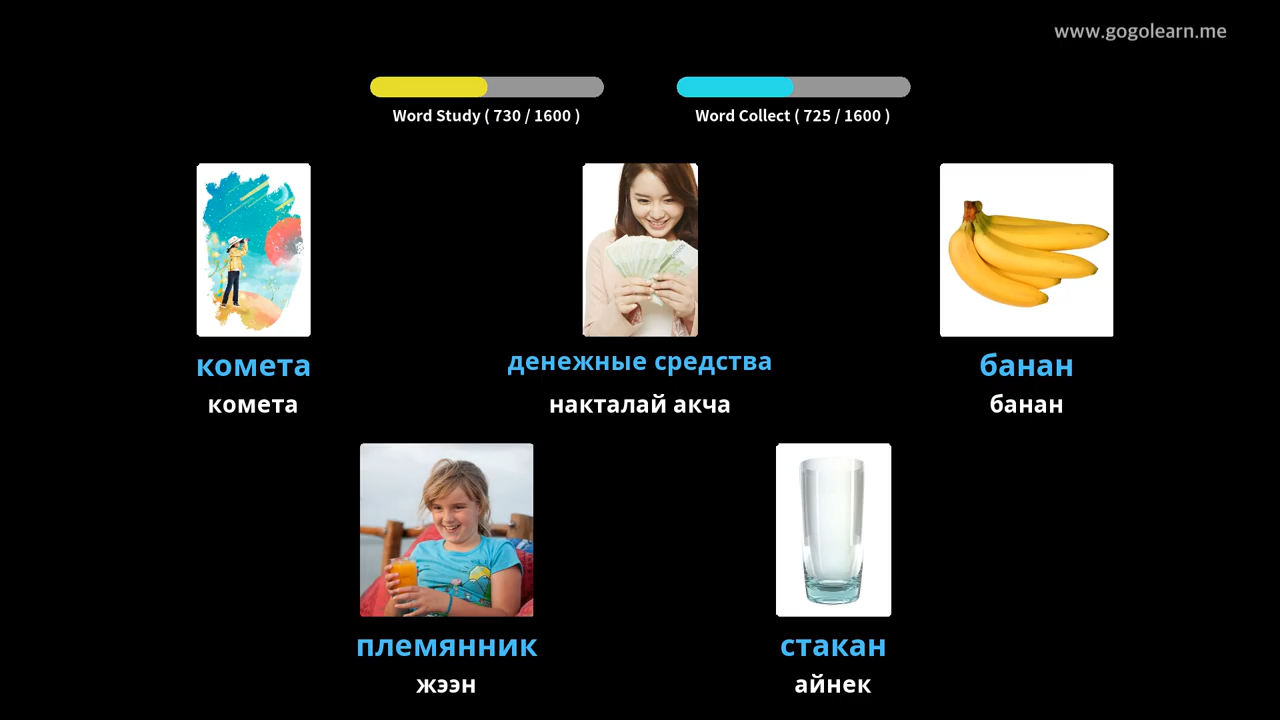 www.gogolearn.me
Word Study ( 730 / 1600 )
Word Collect ( 725 / 1600 )
комета
комета
денежные средства
накталай акча
банан
банан
племянник
жээн
стакан
айнек